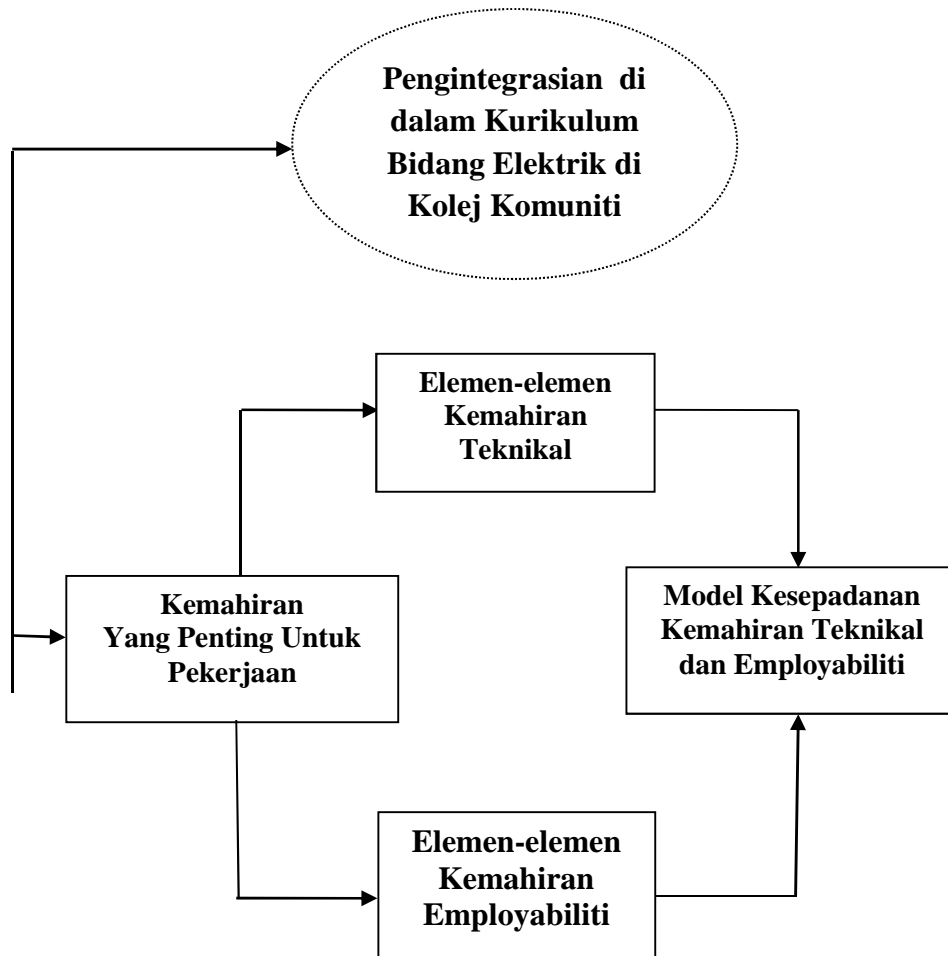 Pengintegrasian di
dalam Kurikulum
Bidang Elektrik di
Kolej Komuniti
Elemen-elemen
Kemahiran
Teknikal
Kemahiran
Yang Penting Untuk
Pekerjaan
Model Kesepadanan
Kemahiran Teknikal
dan Employabiliti
Elemen-elemen
Kemahiran
Employabiliti